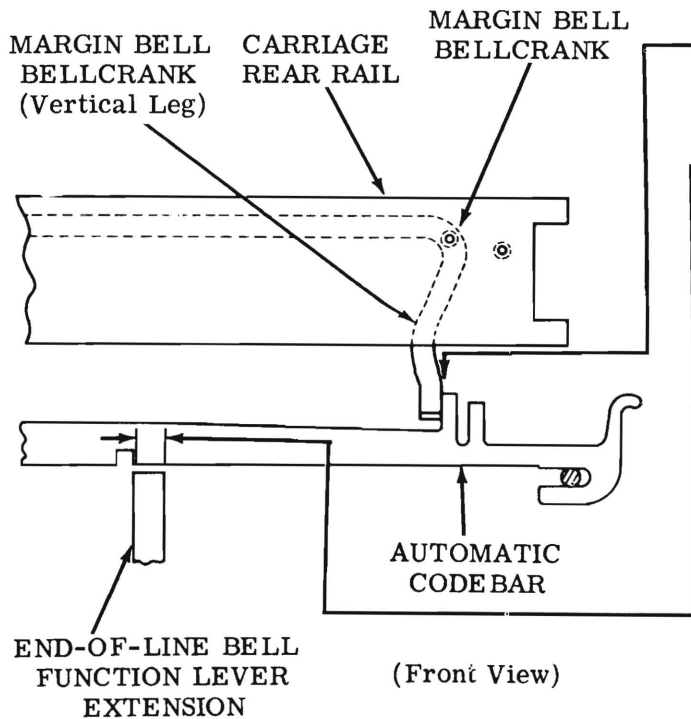 MARGIN BELL
BELLCRANK
(Vertical Leg)
CARRIAGE
REAR RAIL
MARGIN BELL
BELLCRANK
AUTOMATIC
CODEBAR
END-OF-LINE BELL
FUNCTION LEVER
EXTENSION
(Front View)